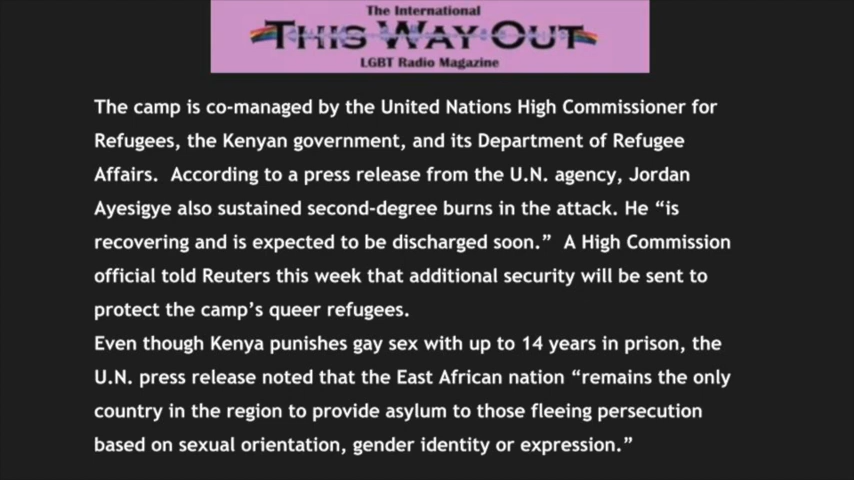 The International
THIS WAY OUT
LGBT Radio Magazine
The camp is co-managed by the United Nations High Commissioner for
Refugees, the Kenyan government, and its Department of Refugee
Affairs.  According to a press release from the U.N. agency, Jordan
Ayesigye also sustained second-degree burns in the attack. He “is
recovering and is expected to be discharged soon.”  A High Commission
official told Reuters this week that additional security will be sent to
protect the camp’s queer refugees.
Even though Kenya punishes gay sex with up to 14 years in prison, the
U.N. press release noted that the East African nation “remains the only
country in the region to provide asylum to those fleeing persecution
based on sexual orientation, gender identity or expression.”